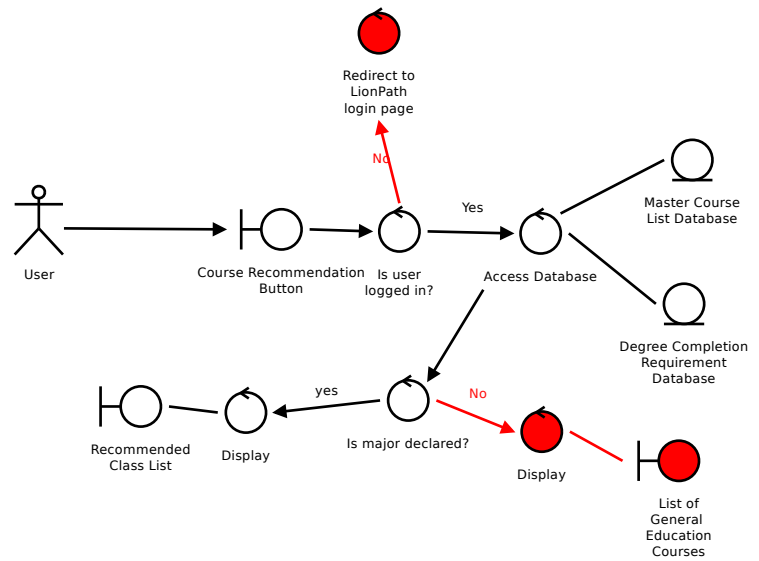 Redirect to
LionPath
login page
No
User
Course Recommendation
Button
Is user
logged in?
Yes
Access Database
Master Course
List Database
Degree Completion
Requirement
Database
Recommended
Class List
Display
yes
Is major declared?
No
Display
List of
General
Education
Courses